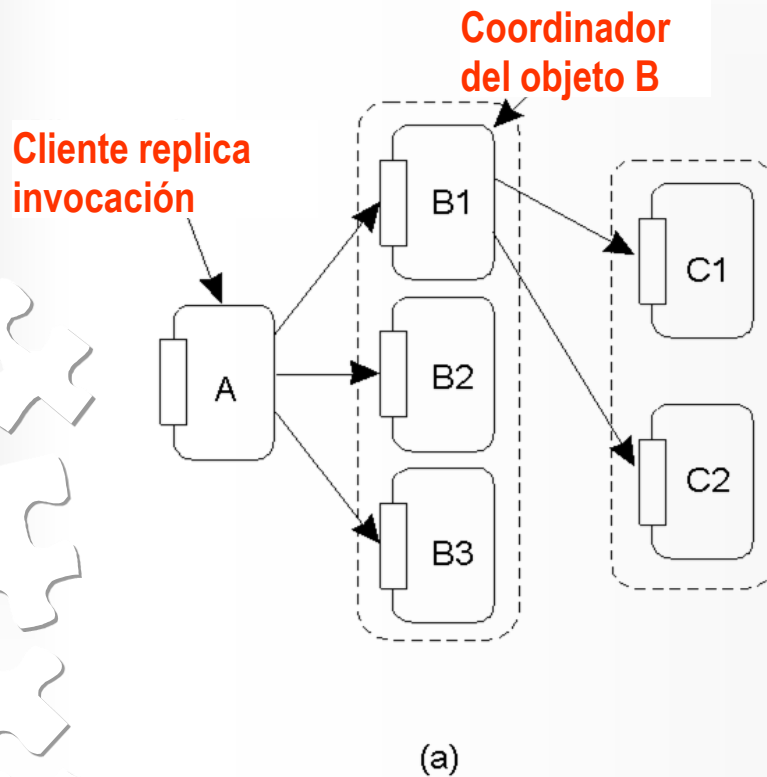 Coordinador
del objeto B
Cliente replica
invocación
A
B1
B2
B3
C1
C2
(a)